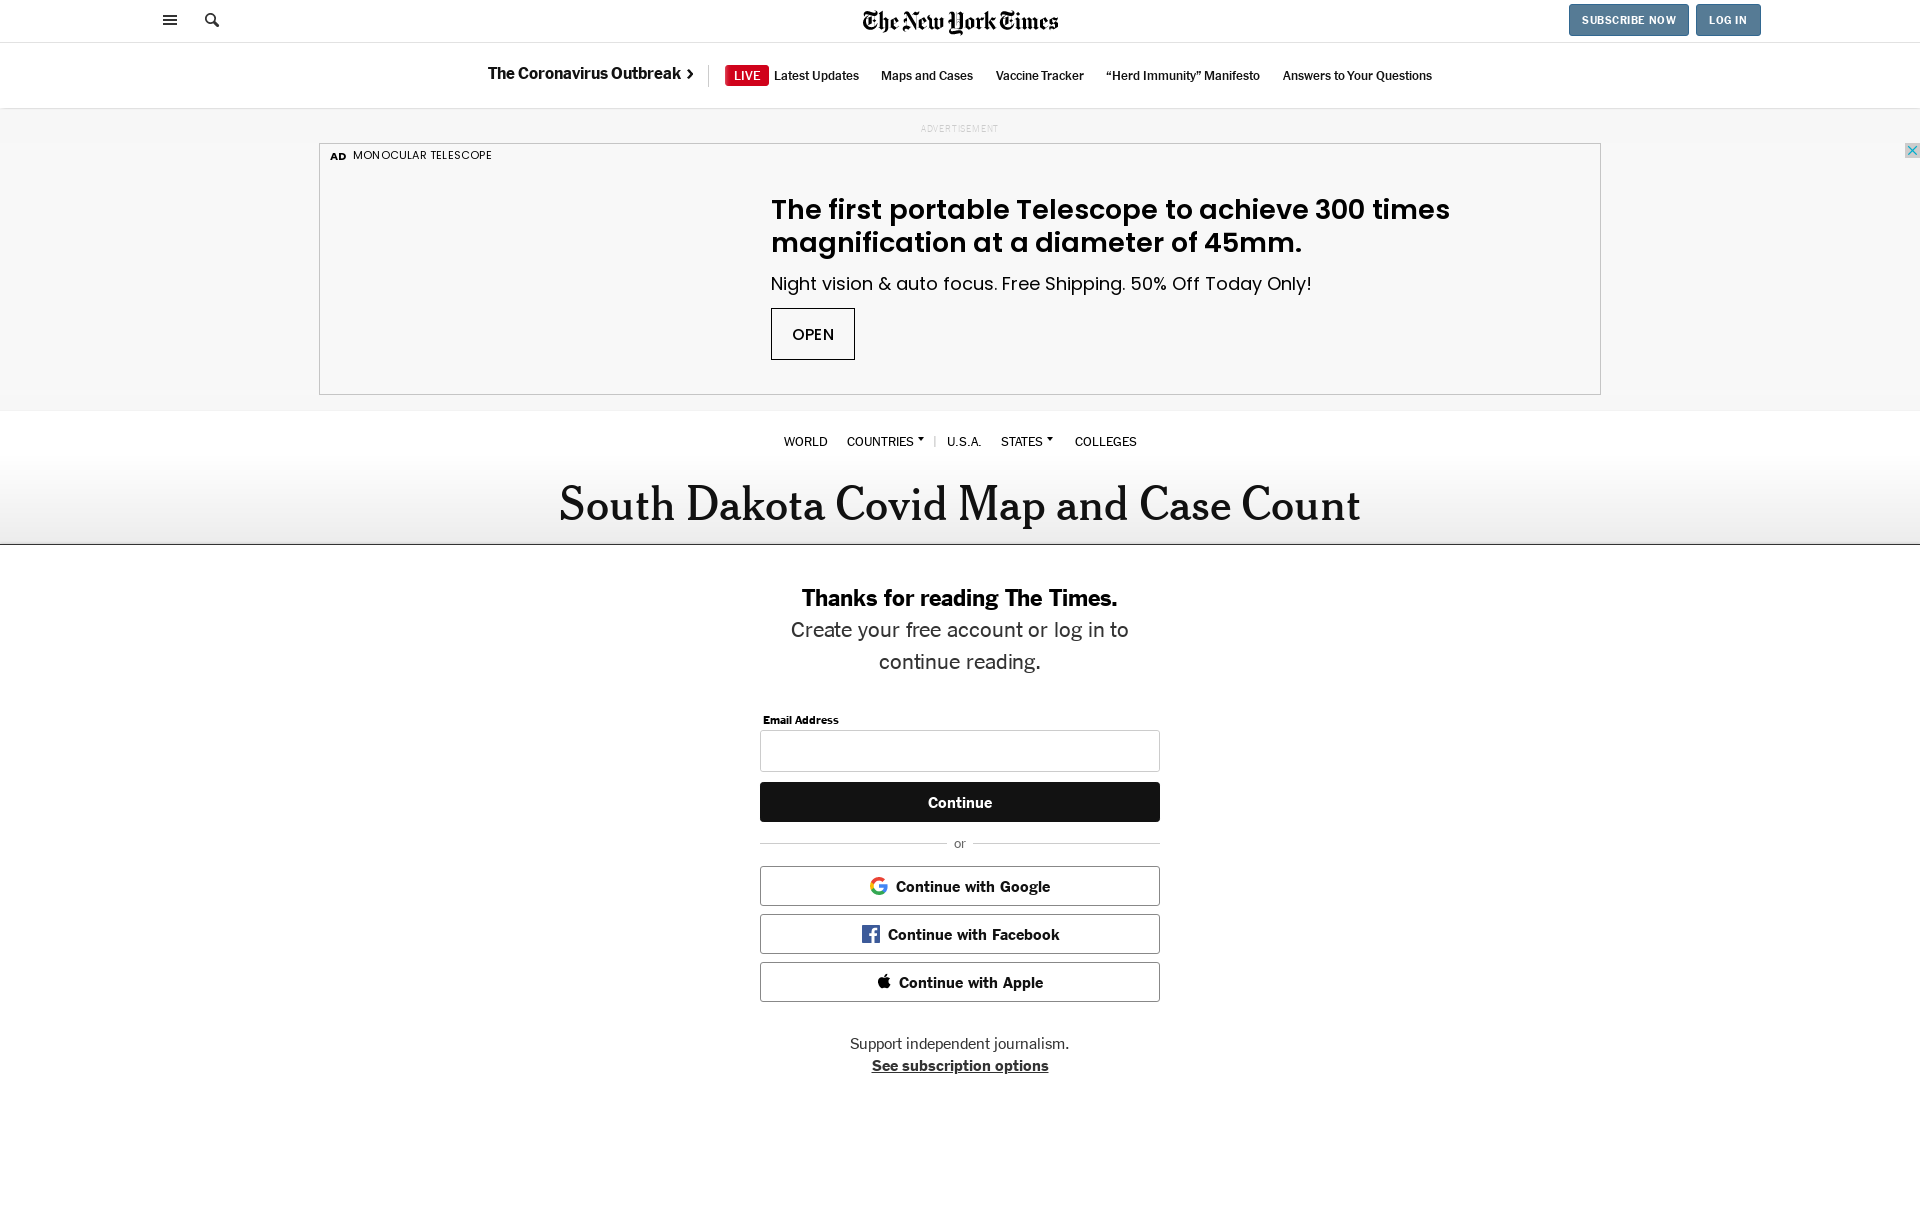 The New York Times
SUBSCRIBE NOW
LOG IN
The Coronavirus Outbreak
LIVE Latest Updates
Maps and Cases
Vaccine Tracker
“Herd Immunity” Manifesto
Answers to Your Questions
ADVERTISEMENT
AD MONOCULAR TELESCOPE
The first portable Telescope to achieve 300 times
magnification at a diameter of 45mm.
Night vision & auto focus. Free Shipping. 50% Off Today Only!
OPEN
WORLD
COUNTRIES
U.S.A.
STATES
COLLEGES
South Dakota Covid Map and Case Count
Thanks for reading The Times.
Create your free account or log in to
continue reading.
Email Address
Continue
or
Continue with Google
Continue with Facebook
Continue with Apple
Support independent journalism.
See subscription options